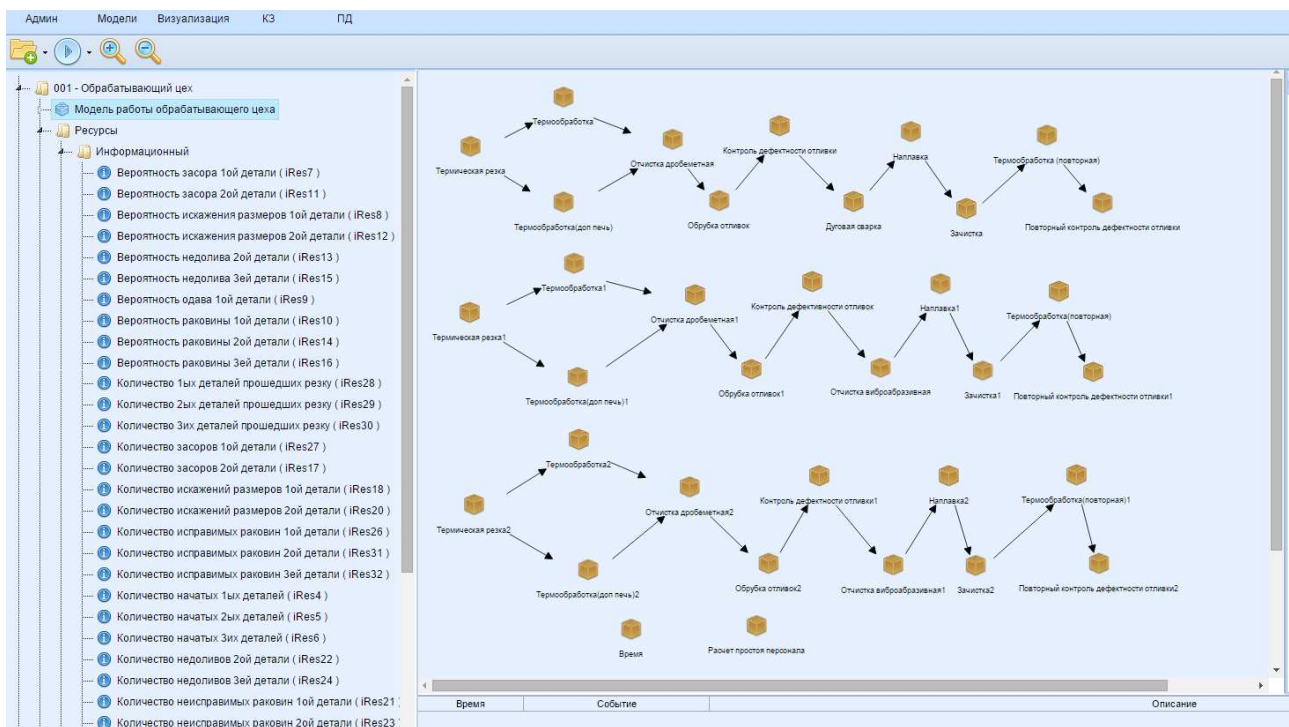 Админ Модели Визуализация КЗ ПД
001 - Обрабатывающий цех
Модель работы обрабатывающего цеха
Ресурсы
Информационный
Вероятность засора 1ой детали ( iRes7 )
Вероятность засора 2ой детали ( iRes11 )
Вероятность искажения размеров 1ой детали ( iRes8 )
Вероятность искажения размеров 2ой детали ( iRes12 )
Вероятность недолива 2ой детали ( iRes13 )
Вероятность недолива 3ей детали ( iRes15 )
Вероятность одава 1ой детали ( iRes9 )
Вероятность раковины 1ой детали ( iRes10 )
Вероятность раковины 2ой детали ( iRes14 )
Вероятность раковины 3ей детали ( iRes16 )
Количество 1ых деталей прошедших резку ( iRes28 )
Количество 2ых деталей прошедших резку ( iRes29 )
Количество 3их деталей прошедших резку ( iRes30 )
Количество засоров 1ой детали ( iRes27 )
Количество засоров 2ой детали ( iRes17 )
Количество искажений размеров 1ой детали ( iRes18 )
Количество искажений размеров 2ой детали ( iRes20 )
Количество исправимых раковин 1ой детали ( iRes26 )
Количество исправимых раковин 2ой детали ( iRes31 )
Количество исправимых раковин 3ей детали ( iRes32 )
Количество начатых 1ых деталей ( iRes4 )
Количество начатых 2ых деталей ( iRes5 )
Количество начатых 3их деталей ( iRes6 )
Количество недоливов 2ой детали ( iRes22 )
Количество недоливов 3ей детали ( iRes24 )
Количество неисправимых раковин 1ой детали ( iRes21
Количество неисправимых раковин 2ой детали ( iRes23
Термообработка
Термическая резка
Отчистка дробеметная
Контроль дефектности отливки
Наплавка
Термообработка (повторная)
Термообработка(доп печь)
Обрубка отливок
Дуговая сварка
Зачистка
Повторный контроль дефектности отливки
Термообработка1
Термическая резка1
Отчистка дробеметная1
Контроль дефективности отливок
Наплавка1
Термообработка(повторная)
Термообработка(доп печь)1
Обрубка отливок1
Отчистка виброабразивная
Зачистка1
Повторный контроль дефектности отливки1
Термообработка2
Термическая резка2
Отчистка дробеметная2
Контроль дефектности отливки1
Наплавка2
Термообработка(повторная)1
Термообработка(доп печь)2
Обрубка отливок2
Отчистка виброабразивная1
Зачистка2
Повторный контроль дефектности отливки2
Время
Расчет простоя персонала
Время Событие Описание